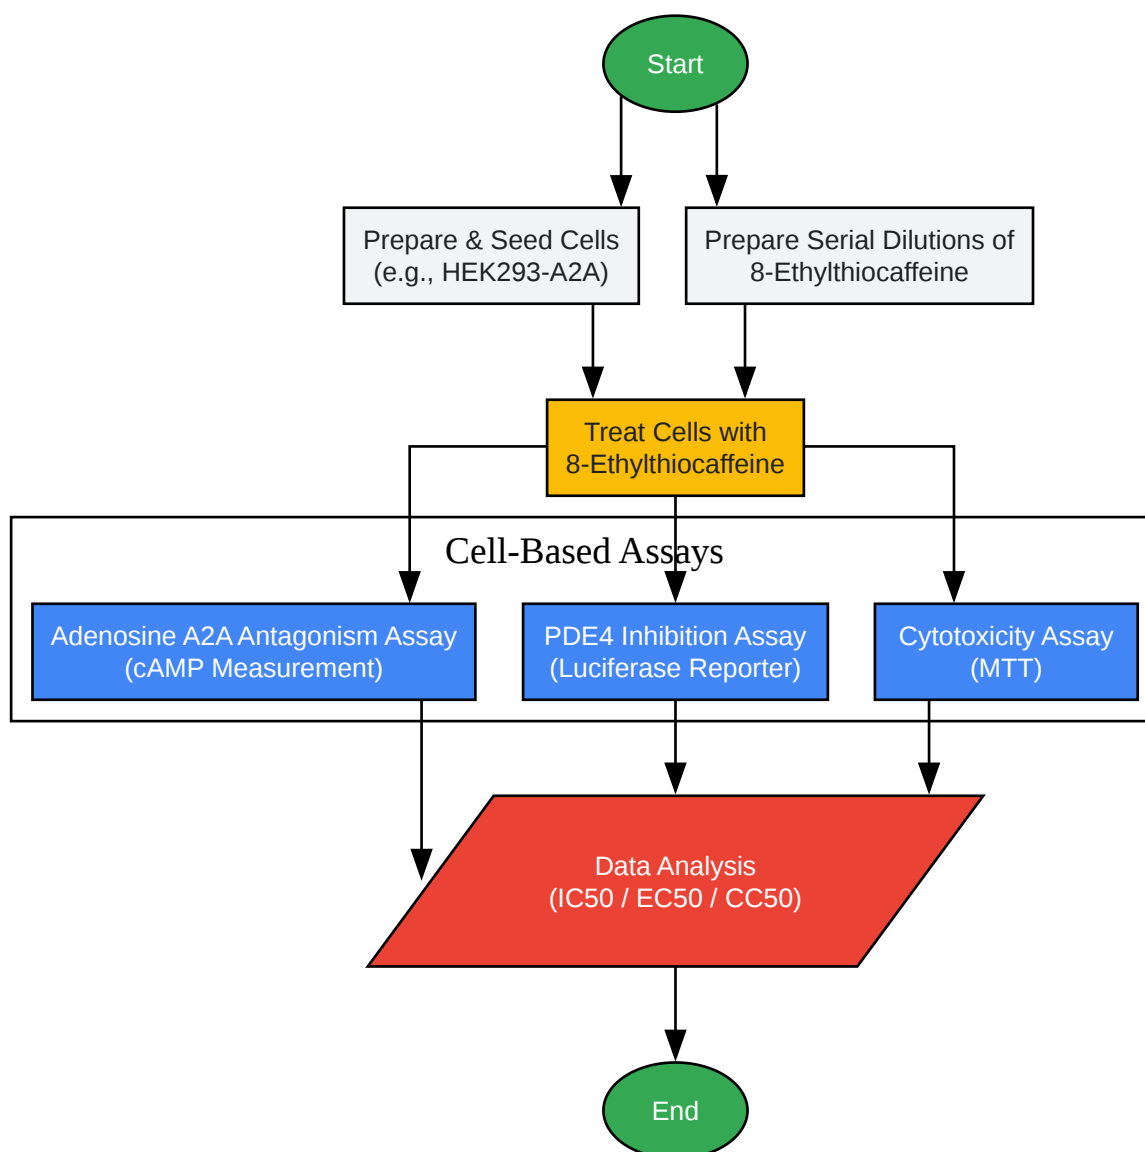 Start
Prepare & Seed Cells
(e.g., HEK293-A2A)
Prepare Serial Dilutions of
8-Ethylthiocaffeine
Treat Cells with
8-Ethylthiocaffeine
Cell-Based Assays
Adenosine A2A Antagonism Assay
(cAMP Measurement)
PDE4 Inhibition Assay
(Luciferase Reporter)
Cytotoxicity Assay
(MTT)
Data Analysis
(IC50 / EC50 / CC50)
End